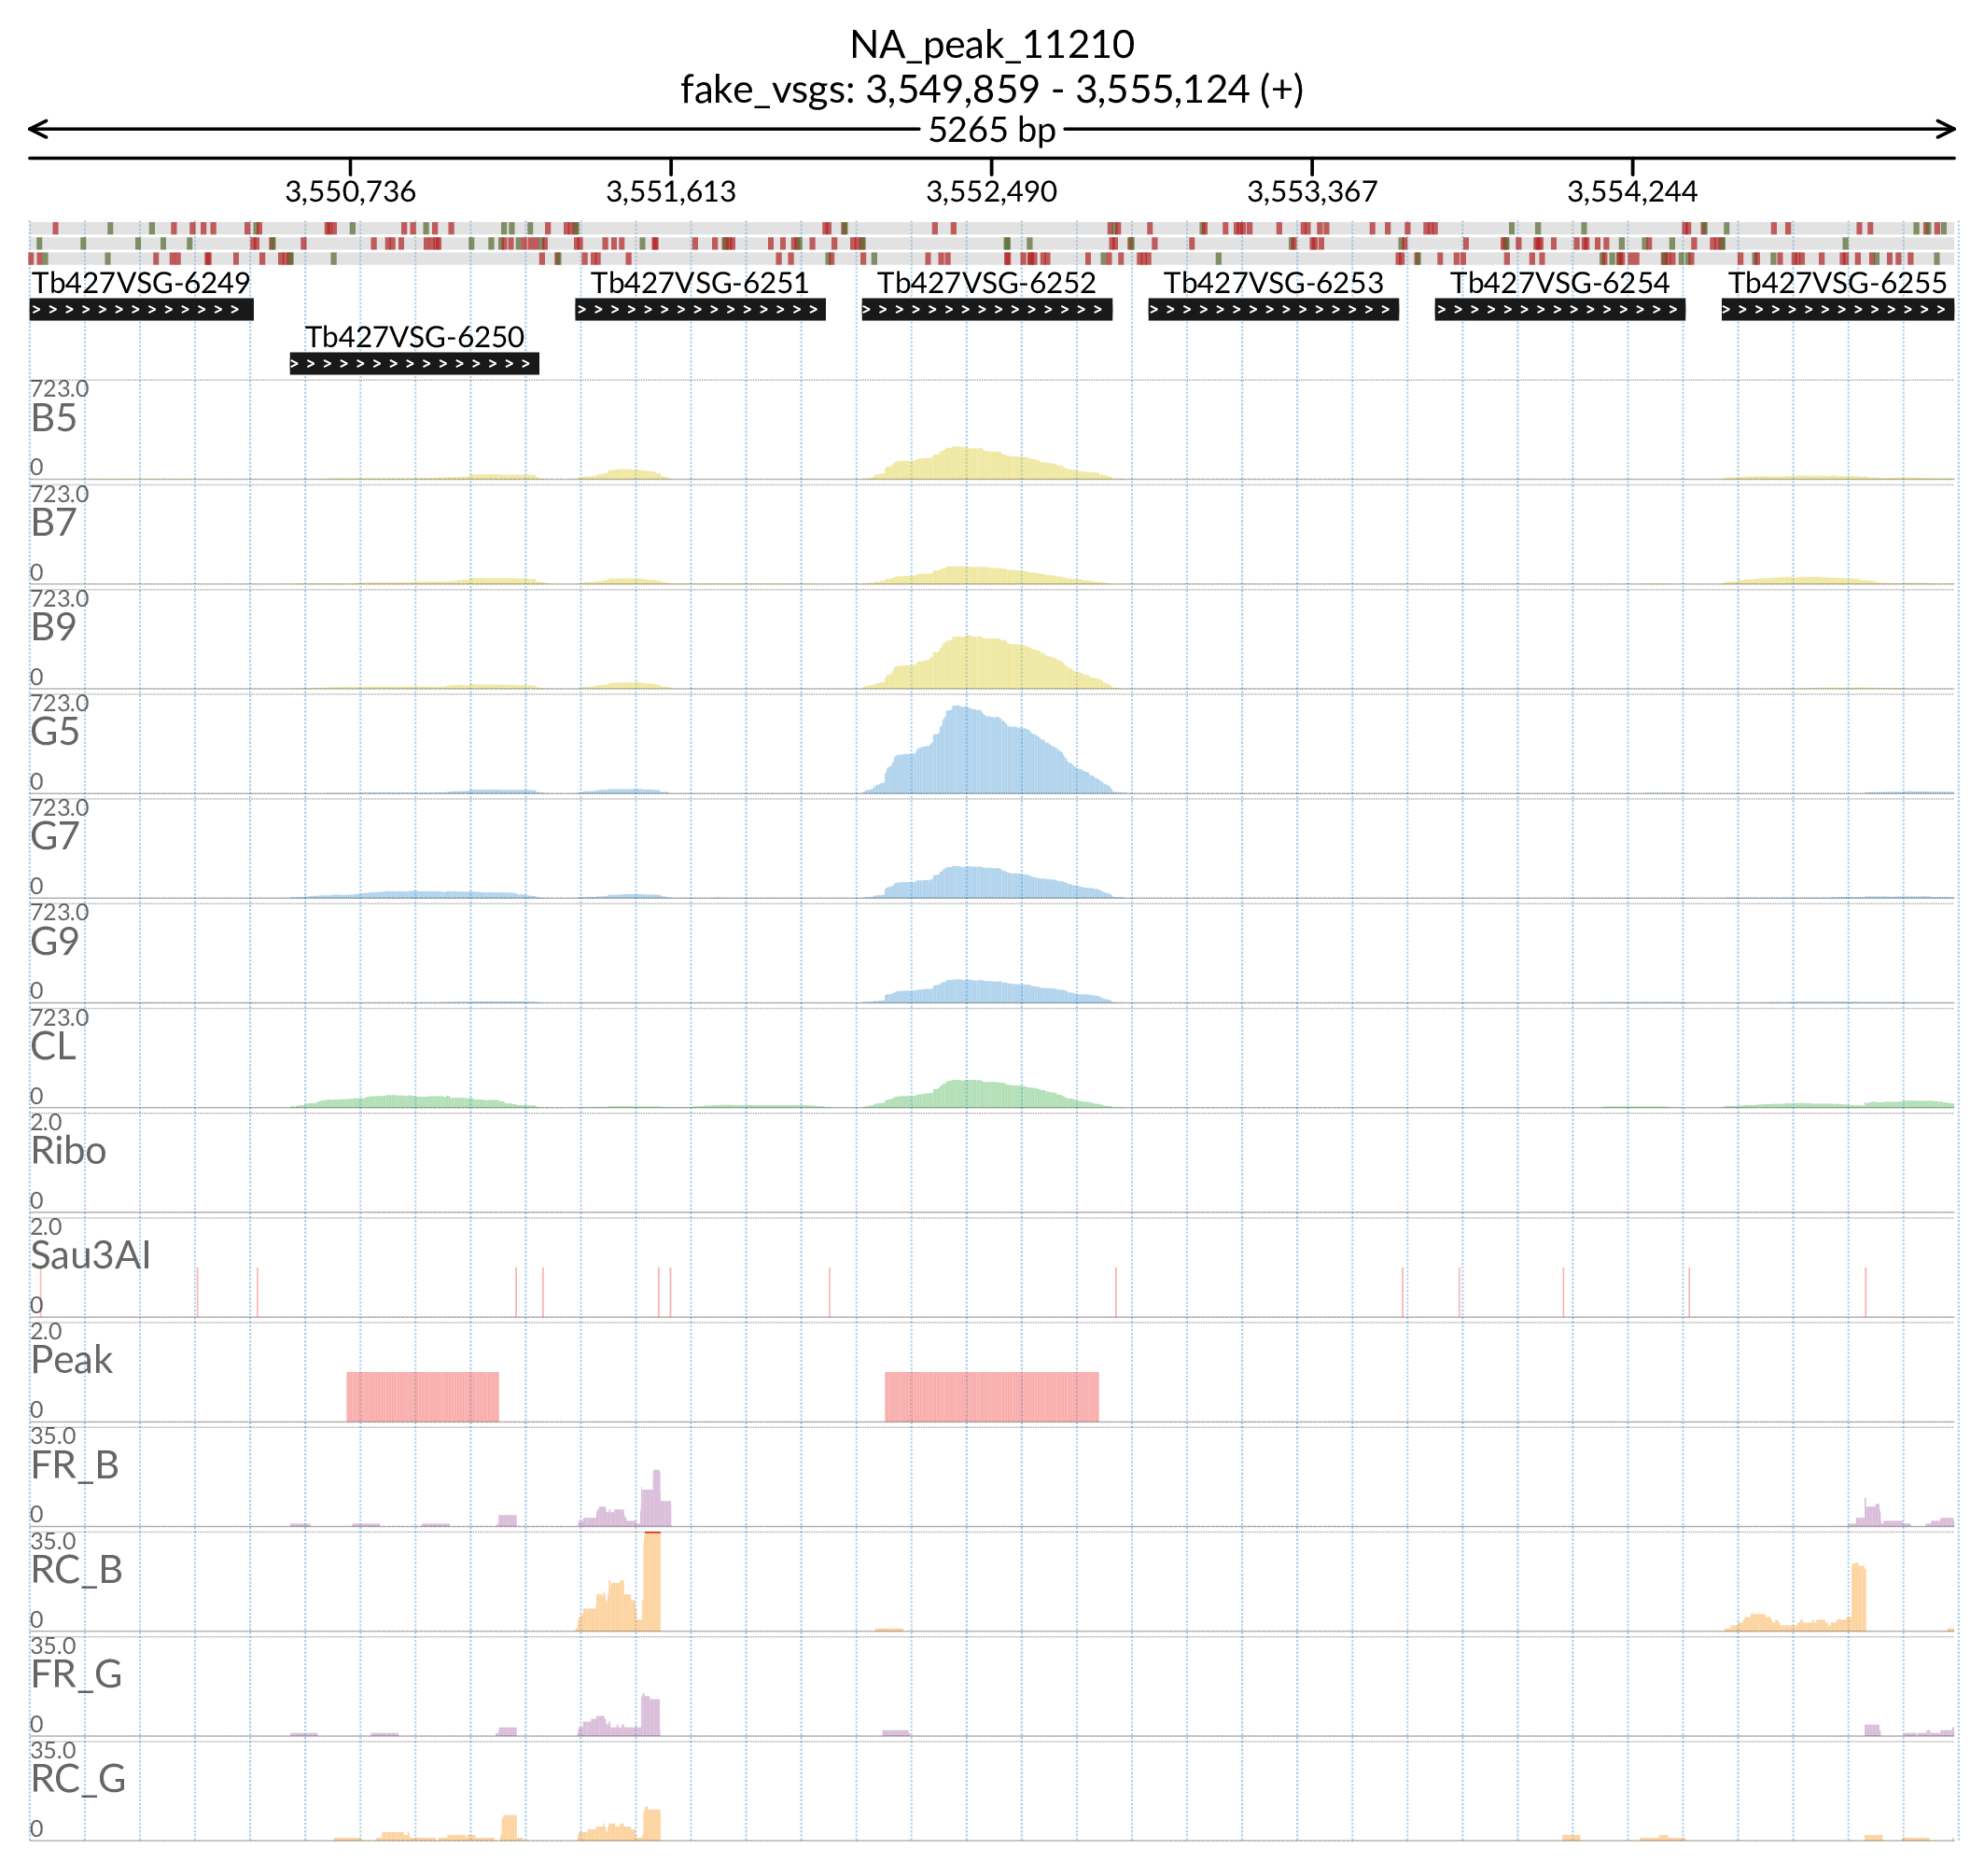 NA_peak_11210
fake_vsgs: 3,549,859 - 3,555,124 (+)
5265 bp
3,550,736 3,551,613 3,552,490 3,553,367 3,554,244
Tb427VSG-6249 Tb427VSG-6251 Tb427VSG-6252 Tb427VSG-6253 Tb427VSG-6254 Tb427VSG-6255
Tb427VSG-6250
723.0
B5
0
723.0
B7
0
723.0
B9
0
723.0
G5
0
723.0
G7
0
723.0
G9
0
723.0
CL
0
2.0
Ribo
0
2.0
Sau3AI
0
2.0
Peak
0
35.0
FR_B
0
35.0
RC_B
0
35.0
FR_G
0
35.0
RC_G
0